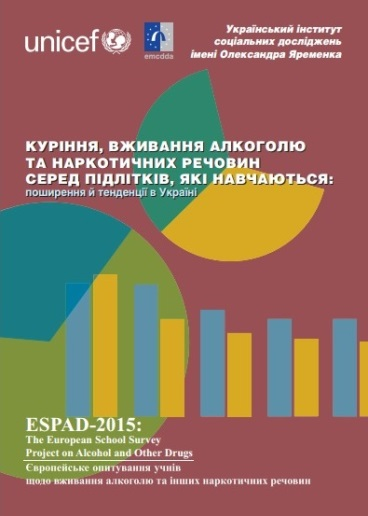 unicef
emcdda
Український інститут
соціальних досліджень
імені Олександра Яременка
КУРІННЯ, ВЖИВАННЯ АЛКОГОЛЮ
ТА НАРКОТИЧНИХ РЕЧОВИН
СЕРЕД ПІДЛІТКІВ, ЯКІ НАВЧАЮТЬСЯ:
поширення й тенденції в Україні
ESPAD-2015:
The European School Survey
Project on Alcohol and Other Drugs
Європейське опитування учнів
щодо вживання алкоголю та інших наркотичних речовин